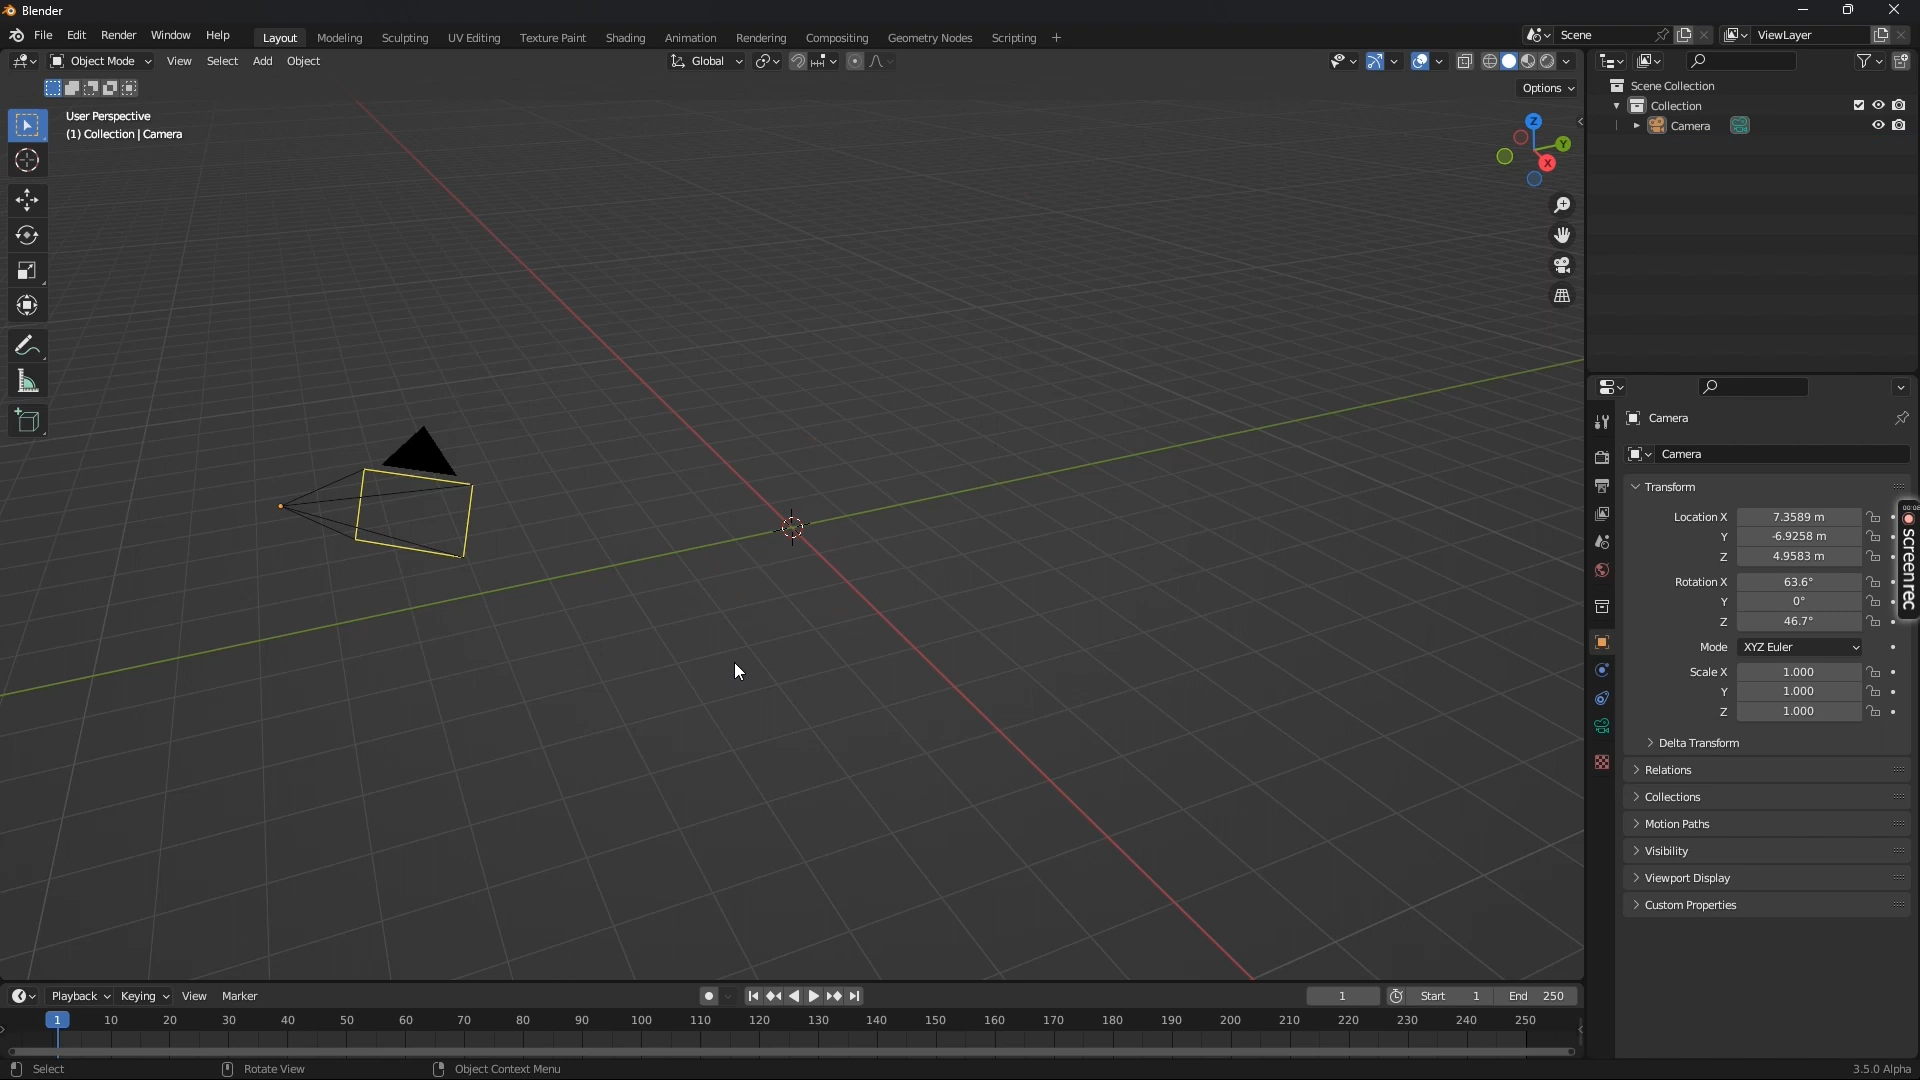 Blender
File Edit Render Window Help Layout Modeling Sculpting UV Editing Texture Paint Shading Animation Rendering Compositing Geometry Nodes Scripting + Scene ViewLayer
Object Mode View Select Add Object Global
Options
User Perspective
(1) Collection | Camera
Z
Y
X
Scene Collection
Collection
Camera
Camera
Camera
Transform
Location X 7.3589 m
Y -6.9258 m
Z 4.9583 m
Rotation X 63.6°
Y 0°
Z 46.7°
Mode XYZ Euler
Scale X 1.000
Y 1.000
Z 1.000
Delta Transform
Relations
Collections
Motion Paths
Visibility
Viewport Display
Custom Properties
screenrec
Playback Keying View Marker 1 Start 1 End 250
1 10 20 30 40 50 60 70 80 90 100 110 120 130 140 150 160 170 180 190 200 210 220 230 240 250
Select Rotate View Object Context Menu 3.5.0 Alpha